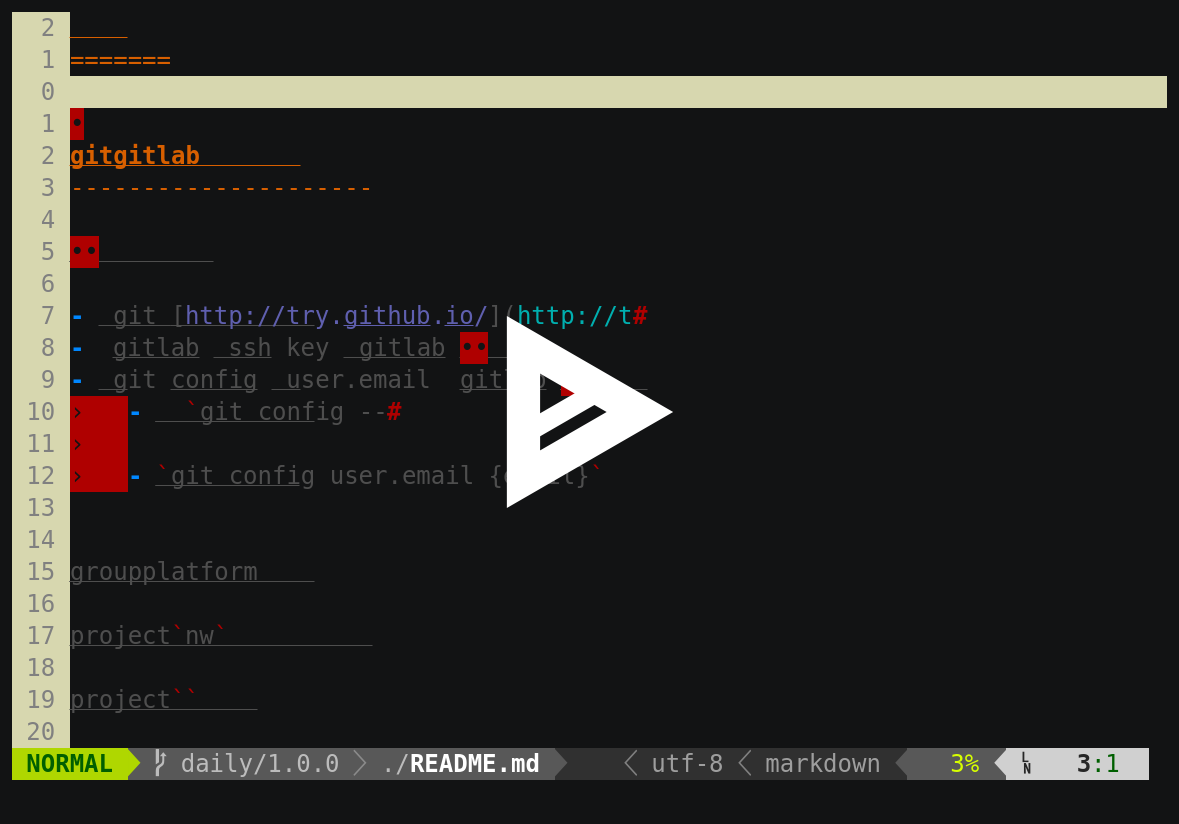 2
1 =======
0
1 •
2 gitgitlab
3 ---------------------
4
5 ••
6
7 - git [http://try.github.io/](http://t#
8 - gitlab ssh key gitlab ••
9 - git config user.email
10 › - `git config --#
11 ›
12 › - `git config user.email
13
14
15 groupplatform
16
17 project`nw`
18
19 project``
20
NORMAL daily/1.0.0 ./README.md utf-8 markdown 3% LN 3:1